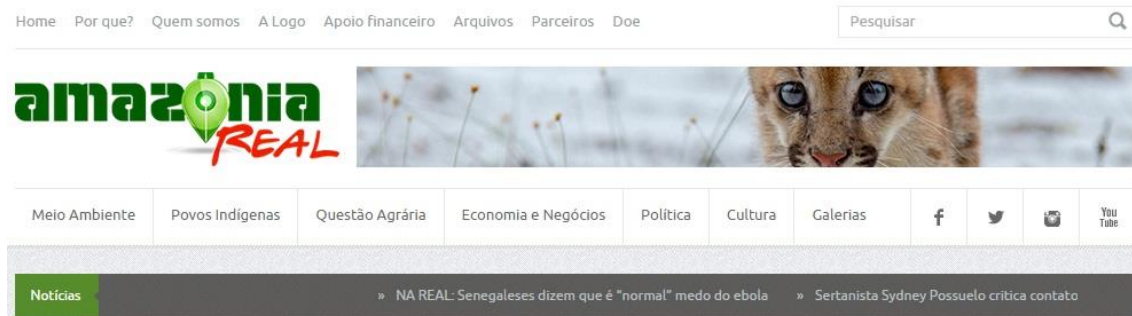 Home Por que? Quem somos A Logo Apoio financeiro Arquivos Parceiros Doe Pesquisar
amazônia
REAL
Meio Ambiente Povos Indígenas Questão Agrária Economia e Negócios Política Cultura Galerias f You Tube
Notícias » NA REAL: Senegaleses dizem que é “normal” medo do ebola » Sertanista Sydney Possuelo critica contato